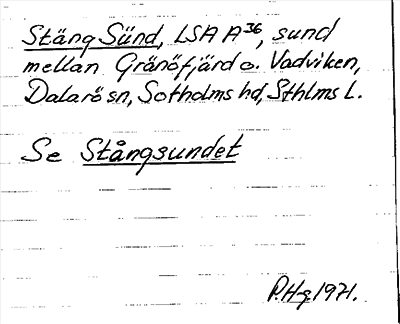 Stäng Sünd, LSA A36, sund
mellan Gränöfjärd o. Vadviken,
Dalarö sn, Sotholms hd, Sthlms l.
Se Stångsundet
P.Hg. 1971.